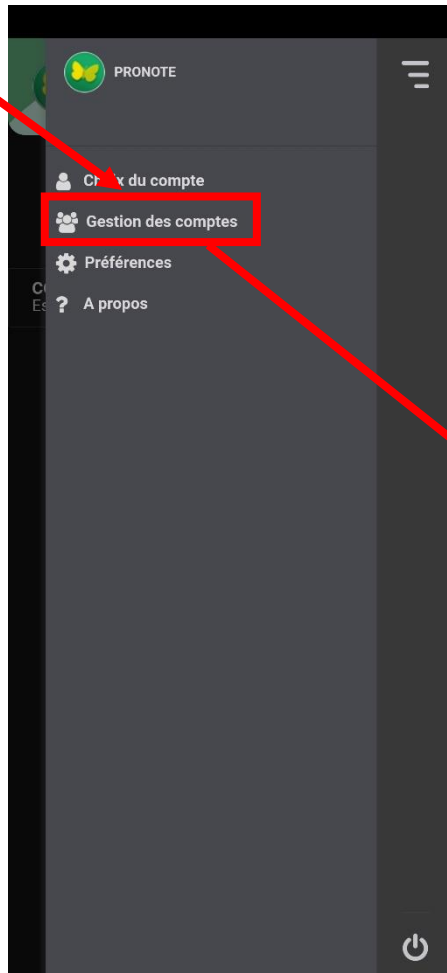 PRONOTE
Choix du compte
Gestion des comptes
Préférences
A propos